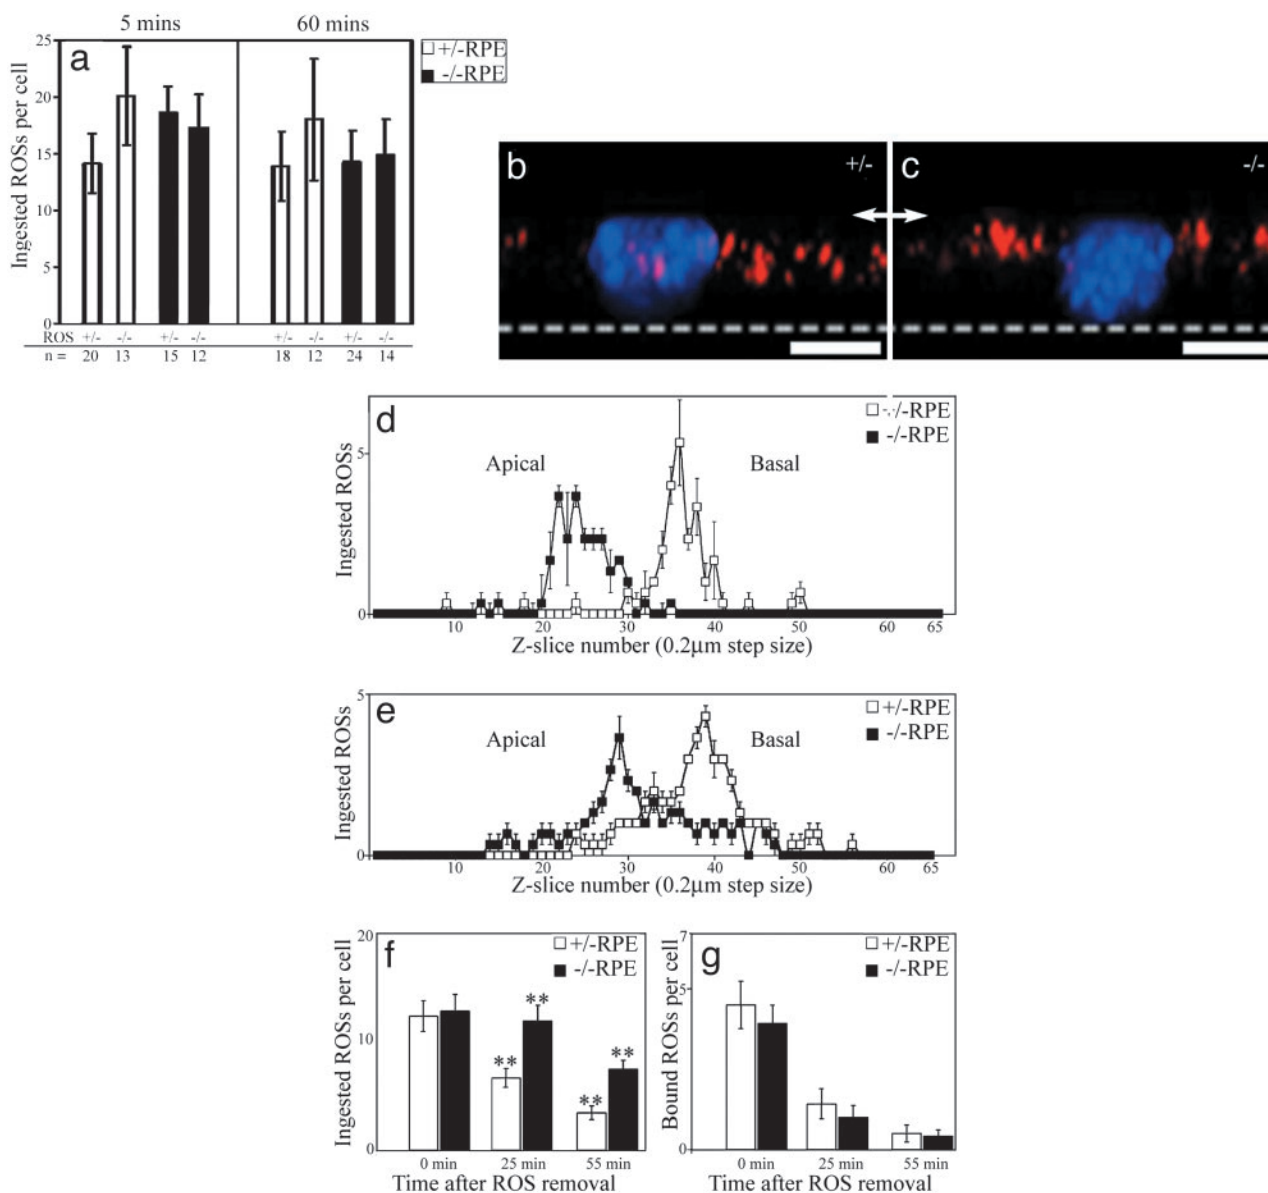 5 mins 60 mins
a
+/-RPE
-/-RPE
Ingested ROSs per cell
25
20
15
10
5
0
ROS +/- -/- +/- -/- +/- -/- +/- -/-
n = 20 13 15 12 18 12 24 14
b +/-
c -/-
d
-/-RPE
-/-RPE
Apical Basal
Ingested ROSs
5
0
10 20 30 40 50 60 65
Z-slice number (0.2μm step size)
e
+/-RPE
-/-RPE
Apical Basal
Ingested ROSs
5
0
10 20 30 40 50 60 65
Z-slice number (0.2μm step size)
f
+/-RPE
-/-RPE
Ingested ROSs per cell
20
10
0
** ** ** **
0 min 25 min 55 min
Time after ROS removal
g
+/-RPE
-/-RPE
Bound ROSs per cell
7
5
0
0 min 25 min 55 min
Time after ROS removal